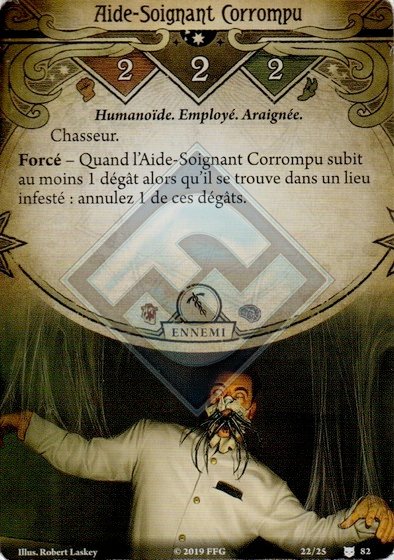 Aide-Soignant Corrompu
2 2 2
Humanoïde. Employé. Araignée.
Chasseur.
Forcé – Quand l'Aide-Soignant Corrompu subit
au moins 1 dégât alors qu'il se trouve dans un lieu
infesté : annulez 1 de ces dégâts.
ENNEMI
Illus. Robert Laskey © 2019 FFG 22/25 82